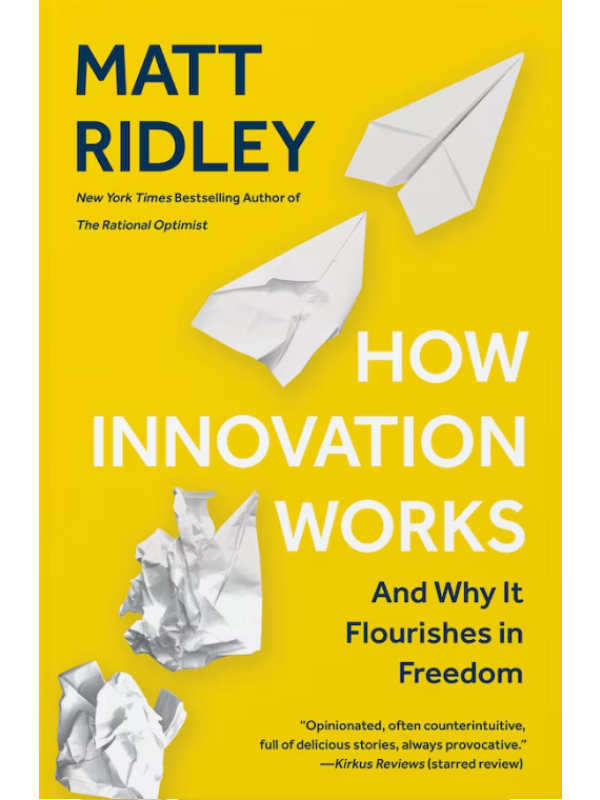 MATT
RIDLEY
New York Times Bestselling Author of
The Rational Optimist
HOW
INNOVATION
WORKS
And Why It
Flourishes in
Freedom
“Opinionated, often counterintuitive,
full of delicious stories, always provocative.”
—Kirkus Reviews (starred review)